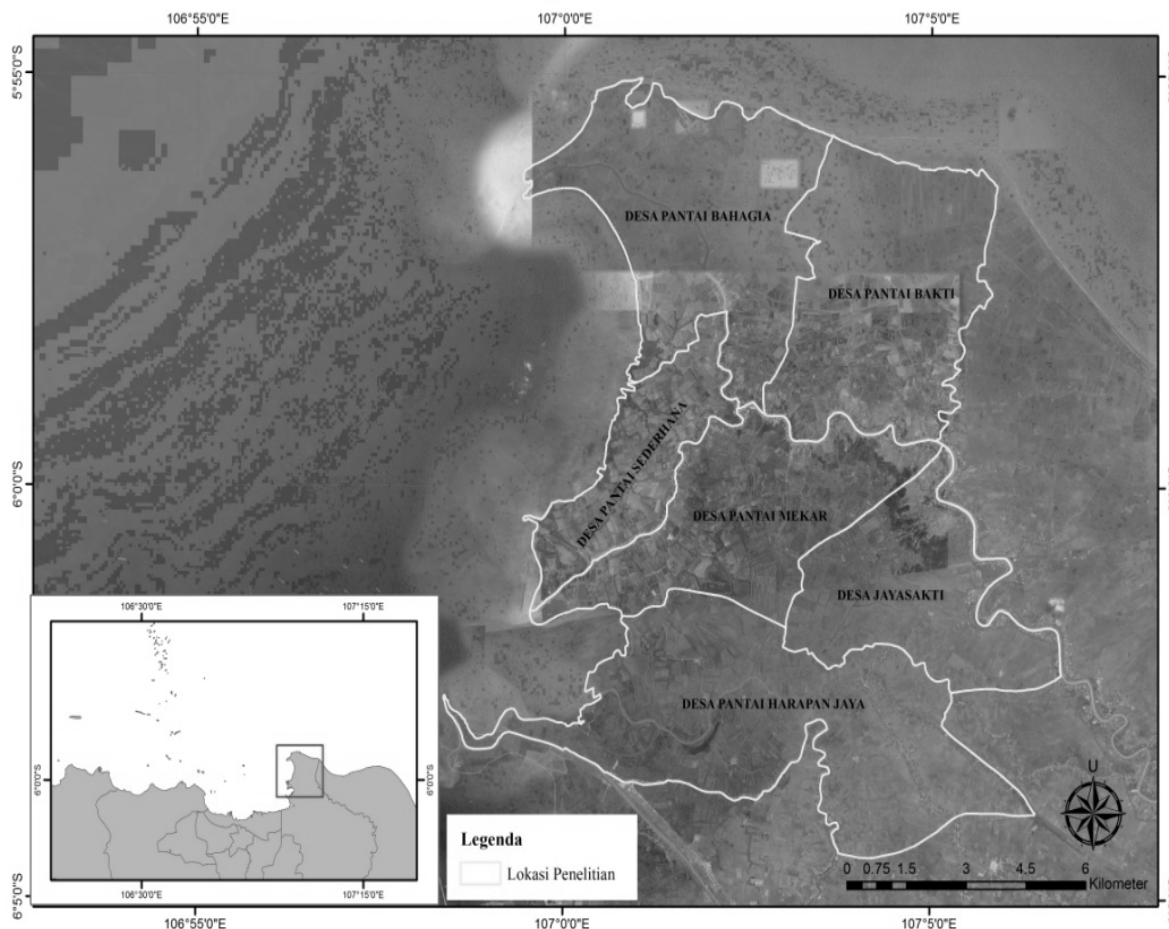 106°55'0"E 107°0'0"E 107°5'0"E
5°55'0"S
DESA PANTAI BAHAGIA
DESA PANTAI BAKTI
DESA PANTAI SEDERHANA
6°0'0"S
DESA PANTAI MEKAR
DESA JAYASAKTI
DESA PANTAI HARAPAN JAYA
106°30'0"E 107°15'0"E
6°0'0"S 6°0'0"S
106°30'0"E 107°15'0"E
Legenda
Lokasi Penelitian
U
0 0.75 1.5 3 4.5 6
Kilometer
6°5'0"S
106°55'0"E 107°0'0"E 107°5'0"E